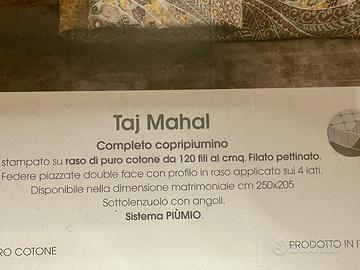 Taj Mahal
Completo copripiumino
stampato su raso di puro cotone da 120 fili al cmq. Filato pettinato.
Federe piazzate double face con profilo in raso applicato sui 4 lati.
Disponibile nella dimensione matrimoniale cm 250x205
Sottolenzuolo con angoli.
Sistema PIÙMIO.
RO COTONE
PRODOTTO IN IT
Subito